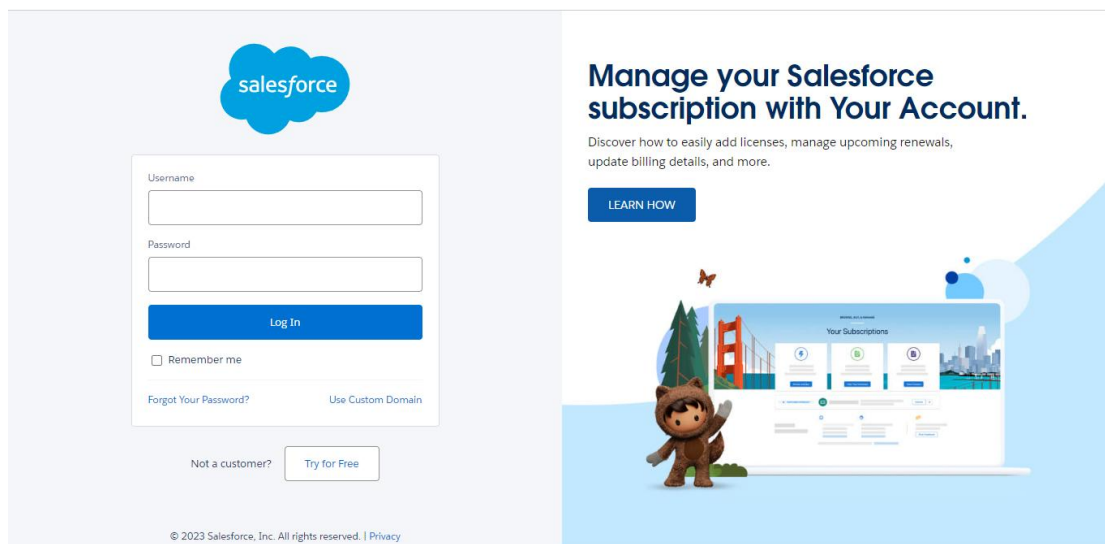 salesforce
Username
Password
Log In
Remember me
Forgot Your Password?
Use Custom Domain
Not a customer?
Try for Free
© 2023 Salesforce, Inc. All rights reserved. | Privacy
Manage your Salesforce
subscription with Your Account.
Discover how to easily add licenses, manage upcoming renewals,
update billing details, and more.
LEARN HOW
Your Subscriptions